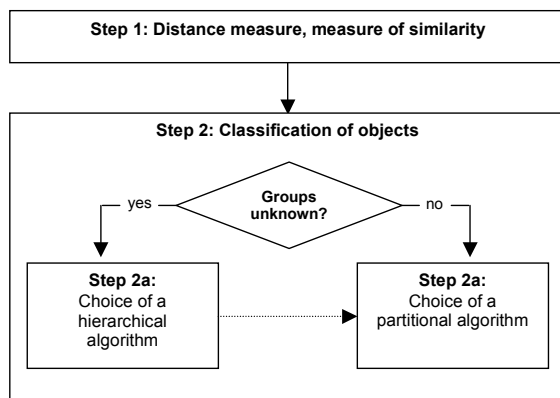 Step 1: Distance measure, measure of similarity
Step 2: Classification of objects
Groups
unknown?
yes
no
Step 2a:
Choice of a
hierarchical
algorithm
Step 2a:
Choice of a
partitional algorithm